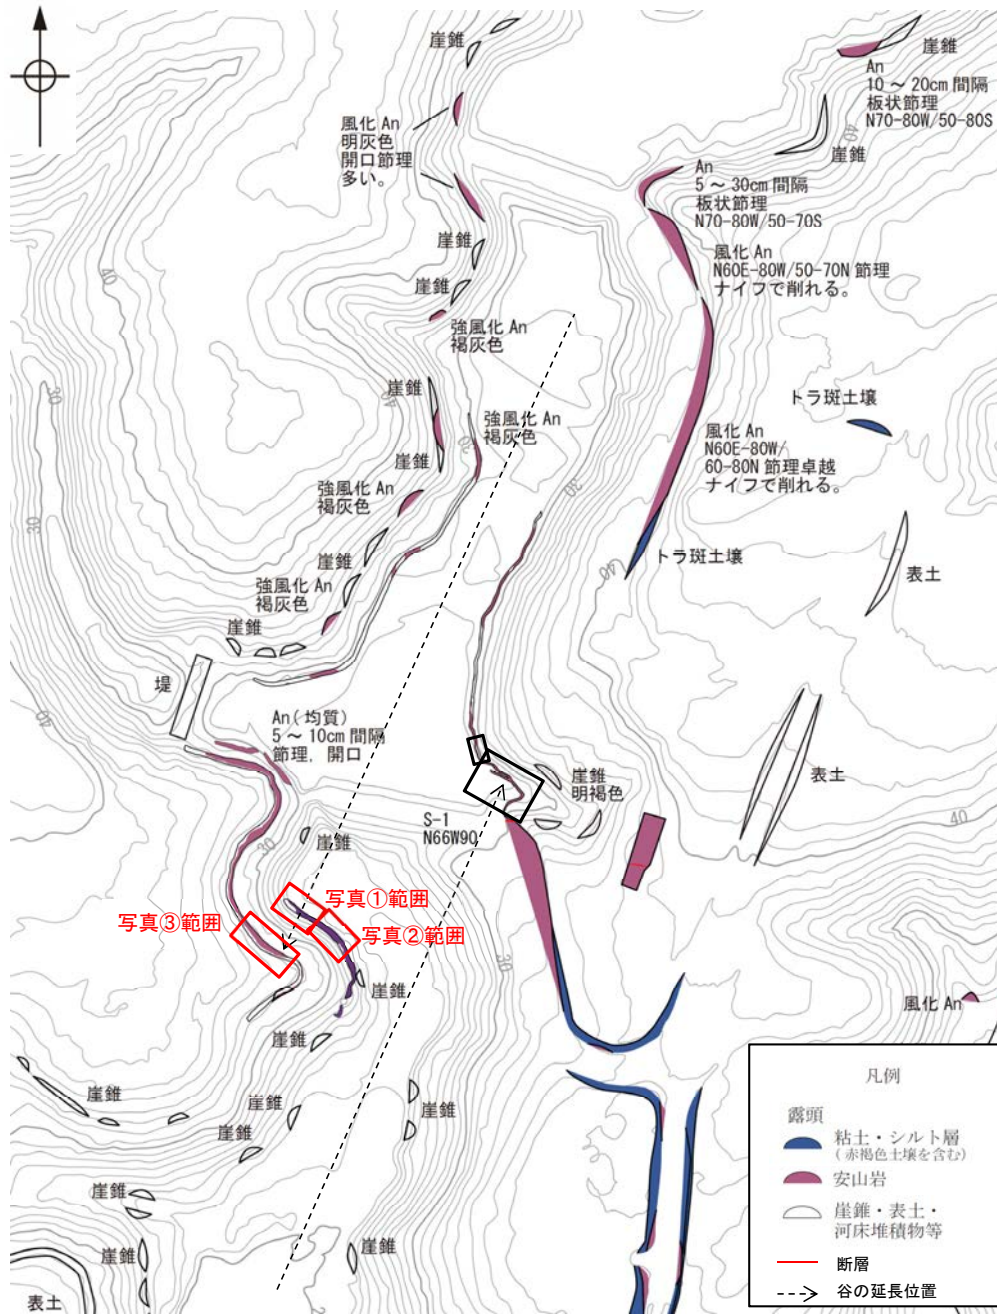 崖錐
崖錐
An
10～20cm 間隔
板状節理
N70-80W/50-80S
40
崖錐
風化 An
明灰色
開口節理
多い。
An
5～30cm 間隔
板状節理
N70-80W/50-70S
崖錐
風化 An
N60E-80W/50-70N 節理
ナイフで削れる。
40
崖錐
強風化 An
褐灰色
30
崖錐
40
トラ斑土壌
強風化 An
褐灰色
30
風化 An
N60E-80W/
60-80N 節理卓越
ナイフで削れる。
崖錐
強風化 An
褐灰色
30
30
崖錐
トラ斑土壌
40
表土
強風化 An
褐灰色
崖錐
堤
40
An(均質)
5～10cm 間隔
節理, 開口
崖錐
明褐色
表土
S-1
N66W90
40
崖錐
30
写真①範囲
写真③範囲
写真②範囲
30
崖錐
風化 An
崖錐
崖錐
崖錐
崖錐
崖錐
崖錐
崖錐
表土
凡例
露頭
粘土・シルト層
(赤褐色土壌を含む)
安山岩
崖錐・表土・
河床堆積物等
断層
谷の延長位置